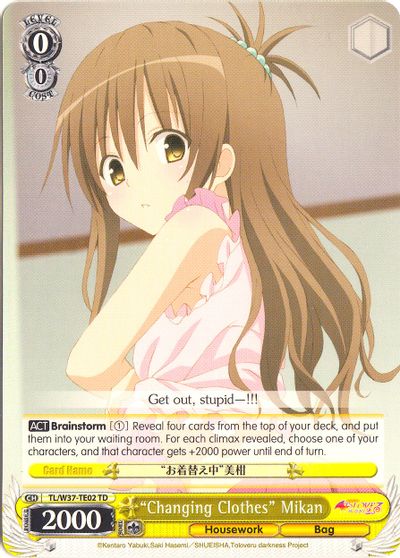 LEVEL
0
0
COST
Get out, stupid—!!!
ACT Brainstorm [①] Reveal four cards from the top of your deck, and put
them into your waiting room. For each climax revealed, choose one of your
characters, and that character gets +2000 power until end of turn.
Card Name
“お着替え中”美柑
CH TL/W37-TE02 TD
POWER
2000
“Changing Clothes” Mikan
Housework
Bag
©Kentaro Yabuki,Saki Hasemi／SHUEISHA,Toloveru darkness Project